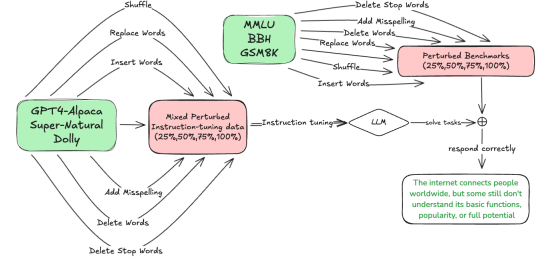 Shuffle
Replace Words
Insert Words
GPT4-Alpaca
Super-Natural
Dolly
Mixed Perturbed
Instruction-tuning data
(25%,50%,75%,100%)
Add Misspelling
Delete Words
Delete Stop Words
MMLU
BBH
GSM8K
Delete Stop Words
Add Misspelling
Delete Words
Replace Words
Shuffle
Insert Words
Perturbed Benchmarks
(25%,50%,75%,100%)
Instruction tuning
LLM
solve tasks
respond correctly
The internet connects people
worldwide, but some still don't
understand its basic functions,
popularity, or full potential